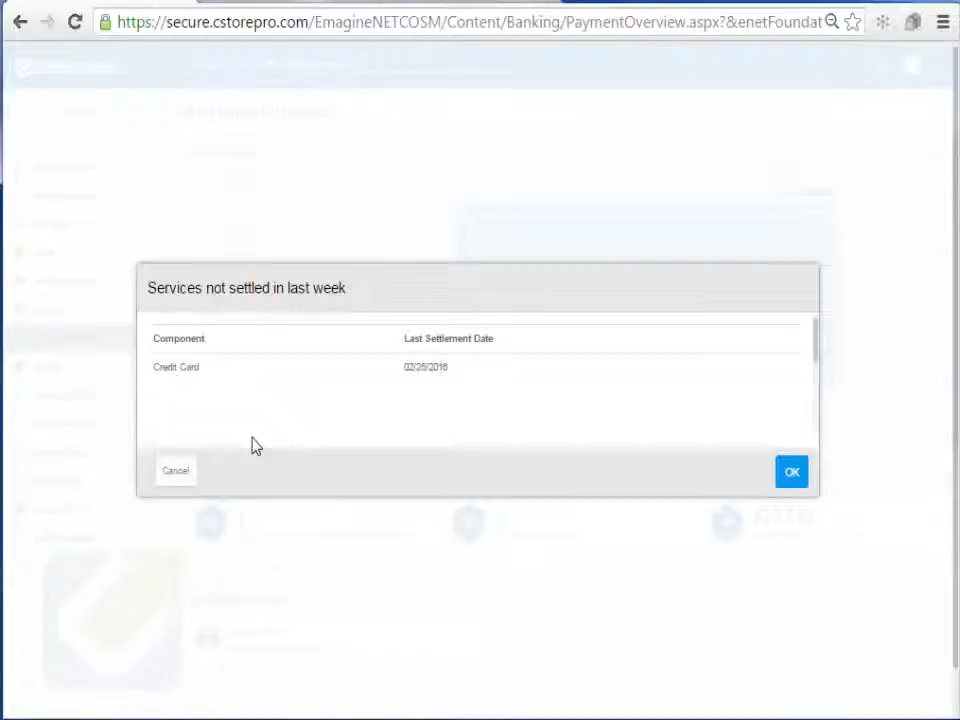 https://secure.cstorepro.com/EmagineNETCOSM/Content/Banking/PaymentOverview.aspx?&enetFoundat
Services not settled in last week
Component Last Settlement Date
Credit Card 02/25/2016
Cancel OK